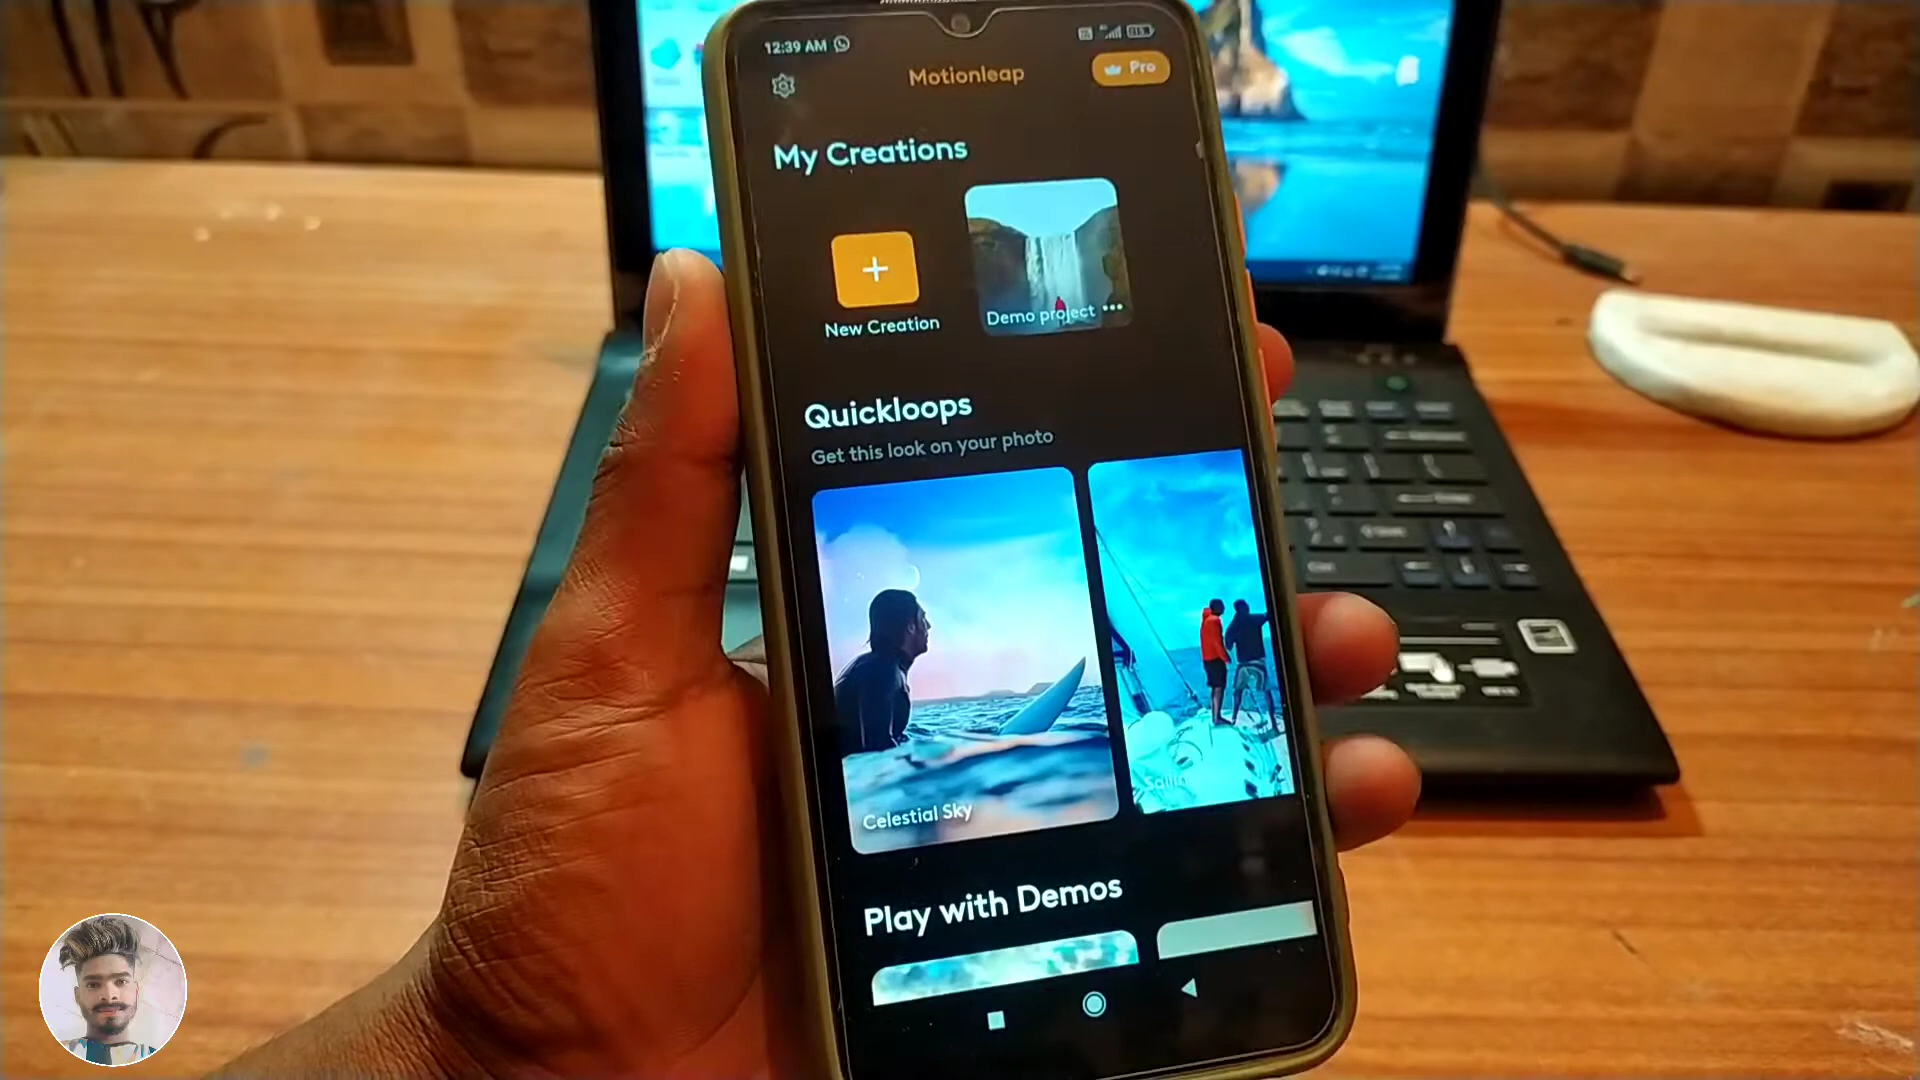 12:39 AM
Motionleap
Pro
My Creations
New Creation
Demo project
Quickloops
Get this look on your photo
Celestial Sky
Play with Demos